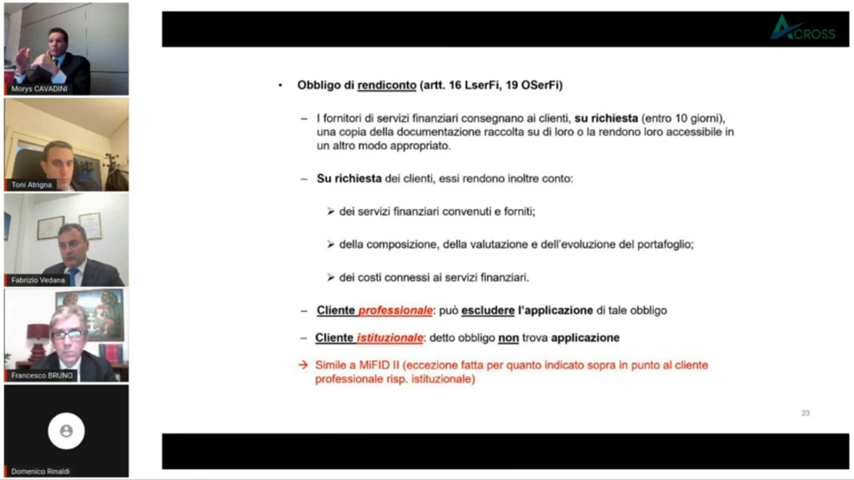 ACROSS
Morys CAVADINI
Toni Atrigna
Fabrizio Vedana
Francesco BRUNO
Domenico Rinaldi
• Obbligo di rendiconto (artt. 16 LserFi, 19 OSerFi)
– I fornitori di servizi finanziari consegnano ai clienti, su richiesta (entro 10 giorni),
una copia della documentazione raccolta su di loro o la rendono loro accessibile in
un altro modo appropriato.
– Su richiesta dei clienti, essi rendono inoltre conto:
➢ dei servizi finanziari convenuti e forniti;
➢ della composizione, della valutazione e dell'evoluzione del portafoglio;
➢ dei costi connessi ai servizi finanziari.
– Cliente professionale: può escludere l'applicazione di tale obbligo
– Cliente istituzionale: detto obbligo non trova applicazione
→ Simile a MiFID II (eccezione fatta per quanto indicato sopra in punto al cliente
professionale risp. istituzionale)
23